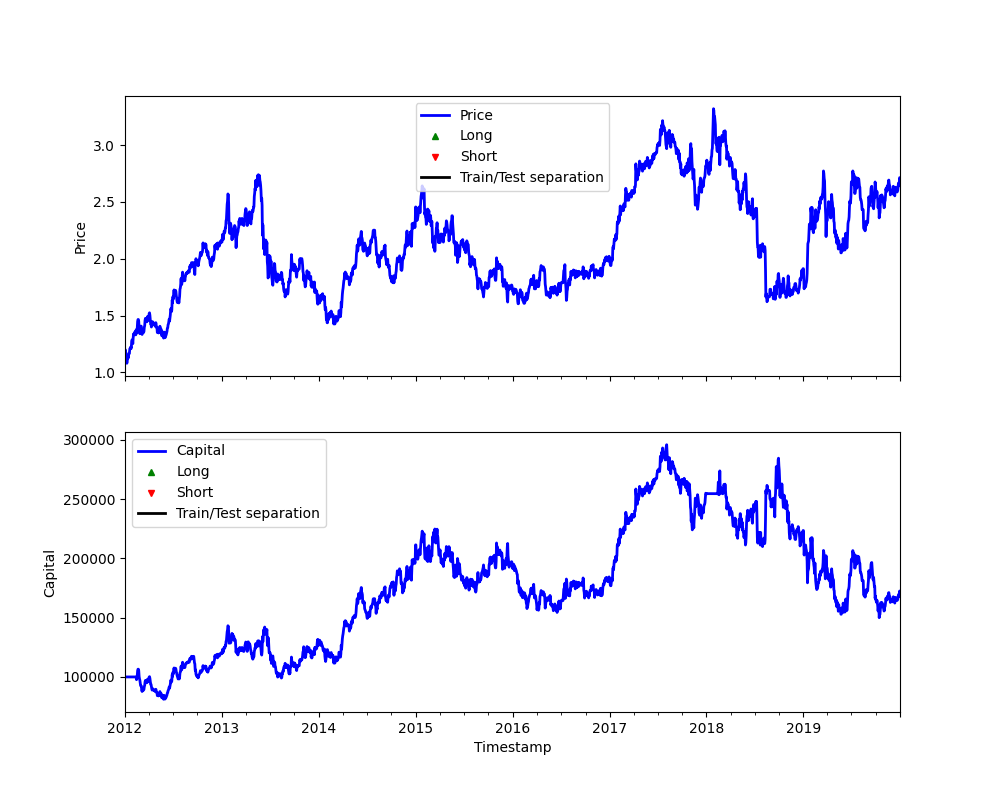 3.0
2.5
2.0
1.5
1.0
Price
Price
Long
Short
Train/Test separation
300000
250000
200000
150000
100000
Capital
Capital
Long
Short
Train/Test separation
2012 2013 2014 2015 2016 2017 2018 2019
Timestamp